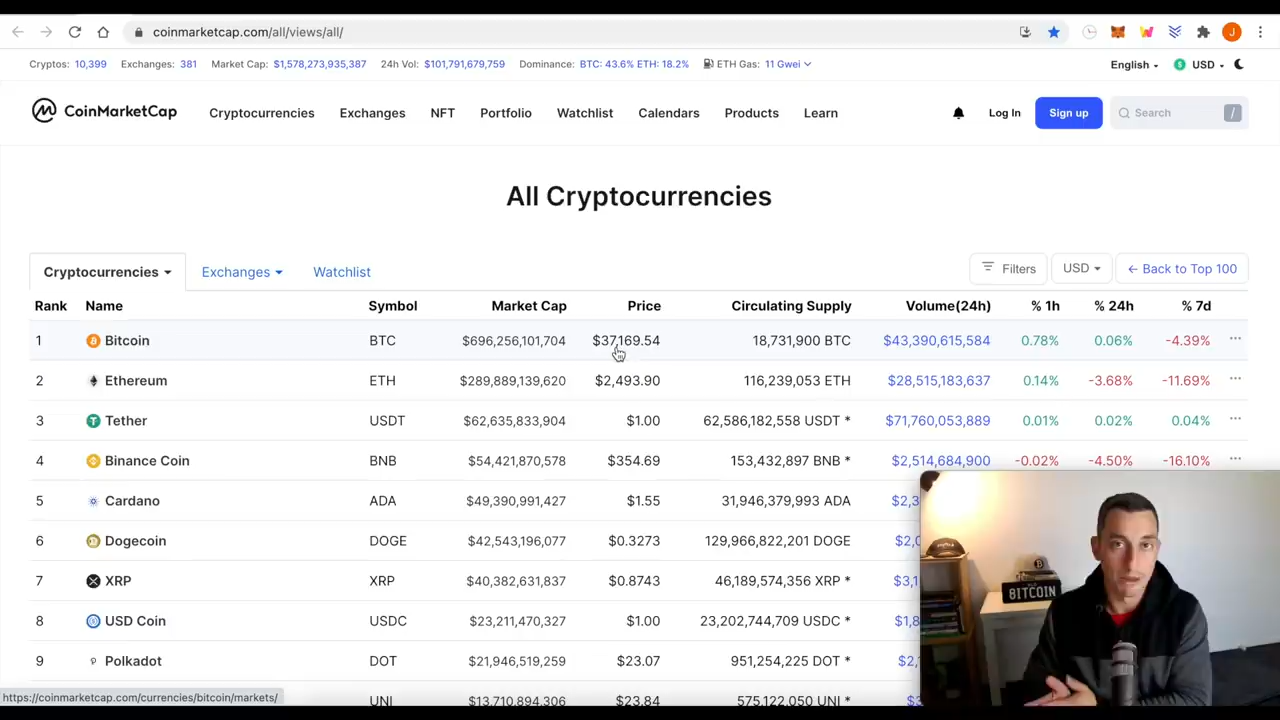 coinmarketcap.com/all/views/all/
J
Cryptos: 10,399 Exchanges: 381 Market Cap: $1,578,273,935,387 24h Vol: $101,791,679,759 Dominance: BTC: 43.6% ETH: 18.2% ETH Gas: 11 Gwei English USD
CoinMarketCap Cryptocurrencies Exchanges NFT Portfolio Watchlist Calendars Products Learn Log In Sign up Search /
All Cryptocurrencies
Cryptocurrencies Exchanges Watchlist Filters USD ← Back to Top 100
Rank Name Symbol Market Cap Price Circulating Supply Volume(24h) % 1h % 24h % 7d
1 Bitcoin BTC $696,256,101,704 $37,169.54 18,731,900 BTC $43,390,615,584 0.78% 0.06% -4.39%
2 Ethereum ETH $289,889,139,620 $2,493.90 116,239,053 ETH $28,515,183,637 0.14% -3.68% -11.69%
3 Tether USDT $62,635,833,904 $1.00 62,586,182,558 USDT * $71,760,053,889 0.01% 0.02% 0.04%
4 Binance Coin BNB $54,421,870,578 $354.69 153,432,897 BNB * $2,514,684,900 -0.02% -4.50% -16.10%
5 Cardano ADA $49,390,991,427 $1.55 31,946,379,993 ADA
6 Dogecoin DOGE $42,543,196,077 $0.3273 129,966,822,201 DOGE
7 XRP XRP $40,382,631,837 $0.8743 46,189,574,356 XRP *
8 USD Coin USDC $23,211,470,327 $1.00 23,202,744,709 USDC *
9 Polkadot DOT $21,946,519,259 $23.07 951,254,225 DOT *
UNI $13,710,980,306 $23.84 575,122,050 UNI *
BITCOIN
https://coinmarketcap.com/currencies/bitcoin/markets/